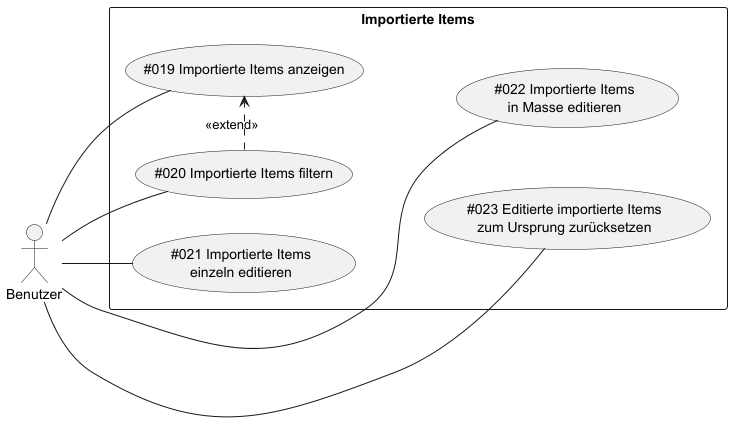 Importierte Items
#019 Importierte Items anzeigen
«extend»
#020 Importierte Items filtern
#021 Importierte Items
einzeln editieren
#022 Importierte Items
in Masse editieren
#023 Editierte importierte Items
zum Ursprung zurücksetzen
Benutzer